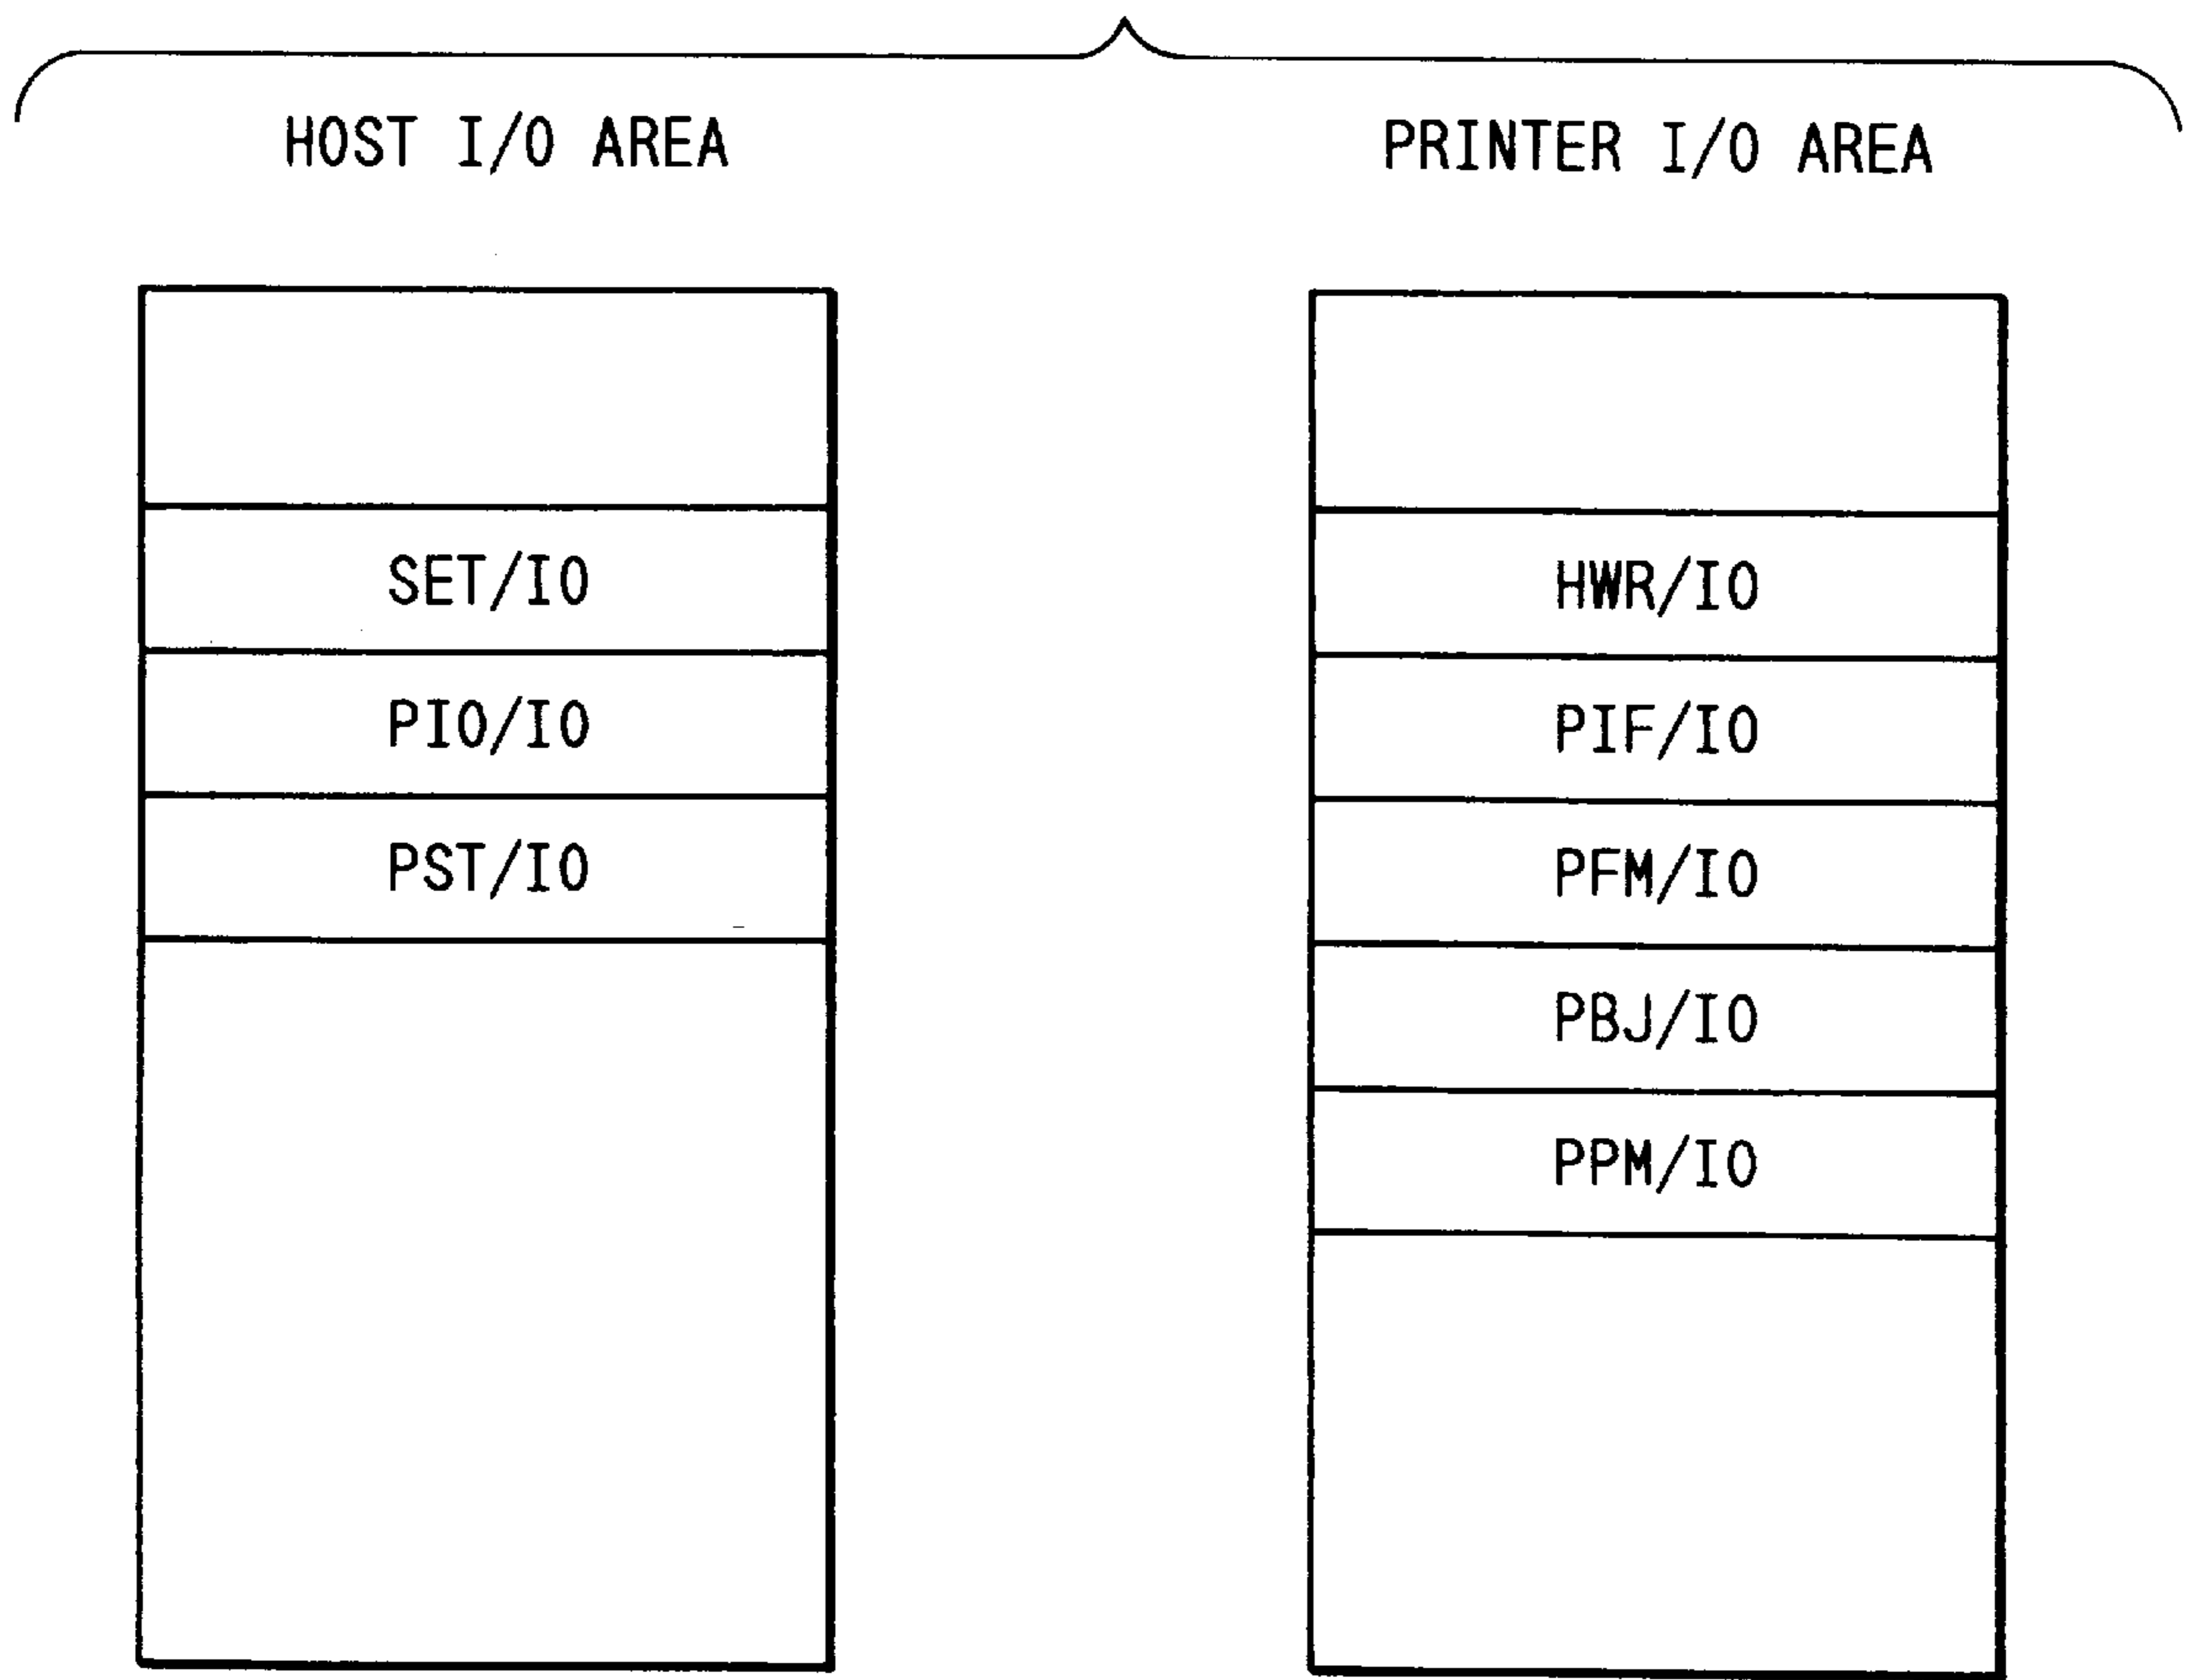 HOST I/O AREA
PRINTER I/O AREA
SET/IO
PIO/IO
PST/IO
HWR/IO
PIF/IO
PFM/IO
PBJ/IO
PPM/IO